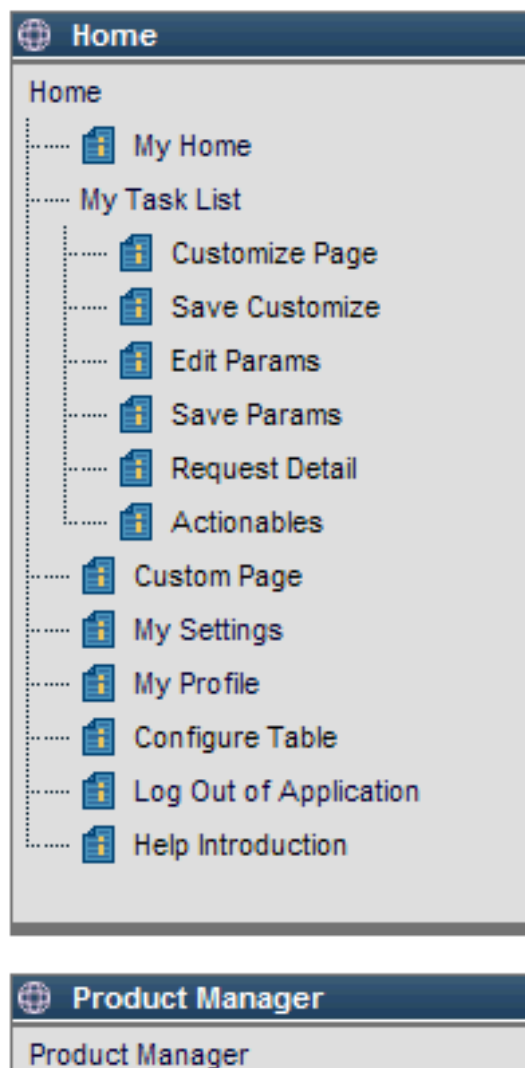 Home
Home
My Home
My Task List
Customize Page
Save Customize
Edit Params
Save Params
Request Detail
Actionables
Custom Page
My Settings
My Profile
Configure Table
Log Out of Application
Help Introduction
Product Manager
Product Manager